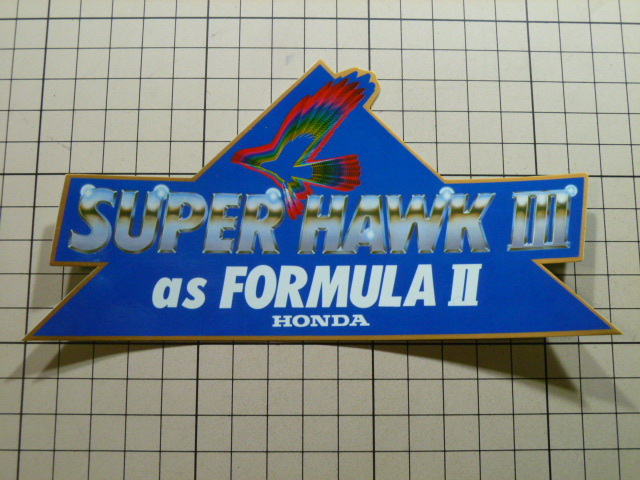 SUPER HAWK III
as FORMULA II
HONDA